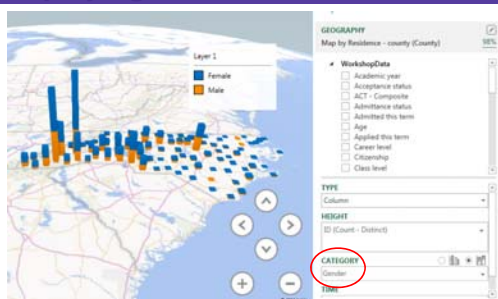 Layer 1
Female
Male
GEOGRAPHY
Map by Residence - county (County)
98%
WorkshopData
Academic year
Acceptance status
ACT - Composite
Admittance status
Admitted this term
Age
Applied this term
Career level
Citizenship
Class level
TYPE
Column
HEIGHT
ID (Count - Distinct)
CATEGORY
Gender
TIME